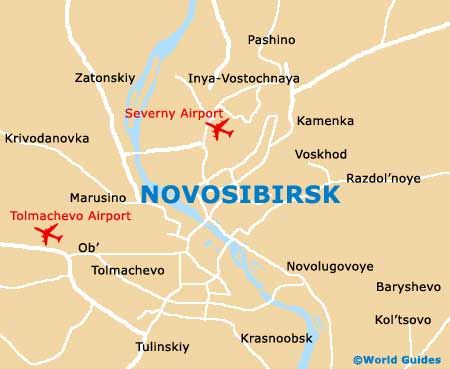 Pashino
Zatonskiy
Inya-Vostochnaya
Severny Airport
Kamenka
Krivodanovka
Voskhod
Razdol'noye
Marusino
NOVOSIBIRSK
Tolmachevo Airport
Ob'
Tolmachevo
Novolugovoye
Baryshevo
Kol'tsovo
Krasnoobsk
Tulinskiy
©World Guides